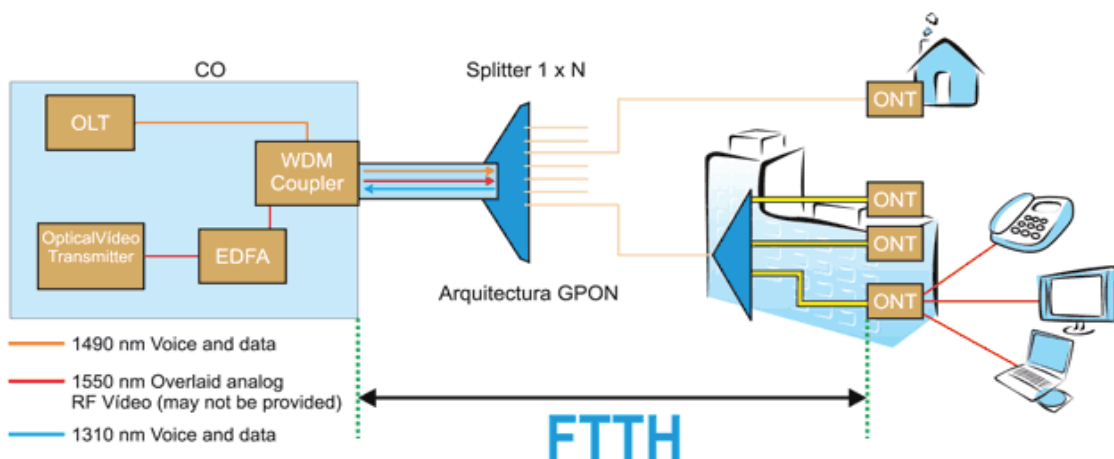 CO
Splitter 1 x N
OLT
WDM
Coupler
OpticalVídeo
Transmitter
EDFA
Arquitectura GPON
ONT
ONT
ONT
ONT
1490 nm Voice and data
1550 nm Overlaid analog
RF Vídeo (may not be provided)
1310 nm Voice and data
FTTH